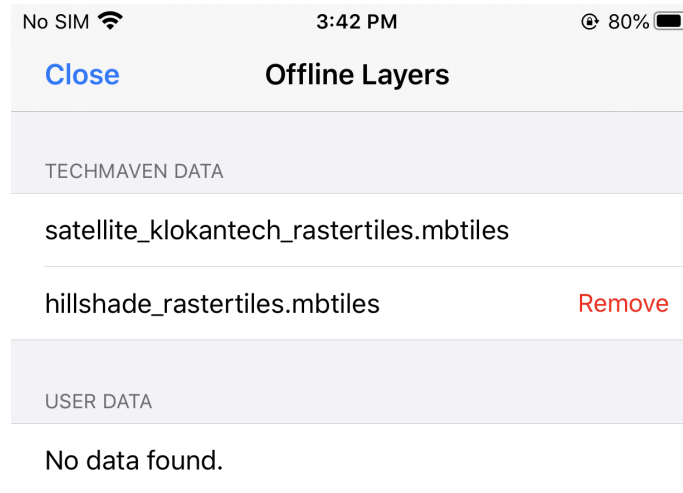 No SIM 3:42 PM 80%
Close Offline Layers
TECHMAVEN DATA
satellite_klokantech_rastertiles.mbtiles
hillshade_rastertiles.mbtiles Remove
USER DATA
No data found.